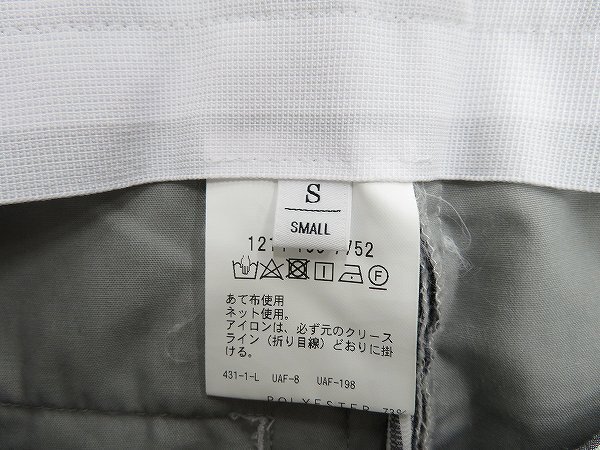 S
SMALL
あて布使用
ネット使用。
アイロンは、必ず元のクリース
ライン（折り目線）どおりに掛
ける。
431-1-L UAF-8 UAF-198
POLYESTER